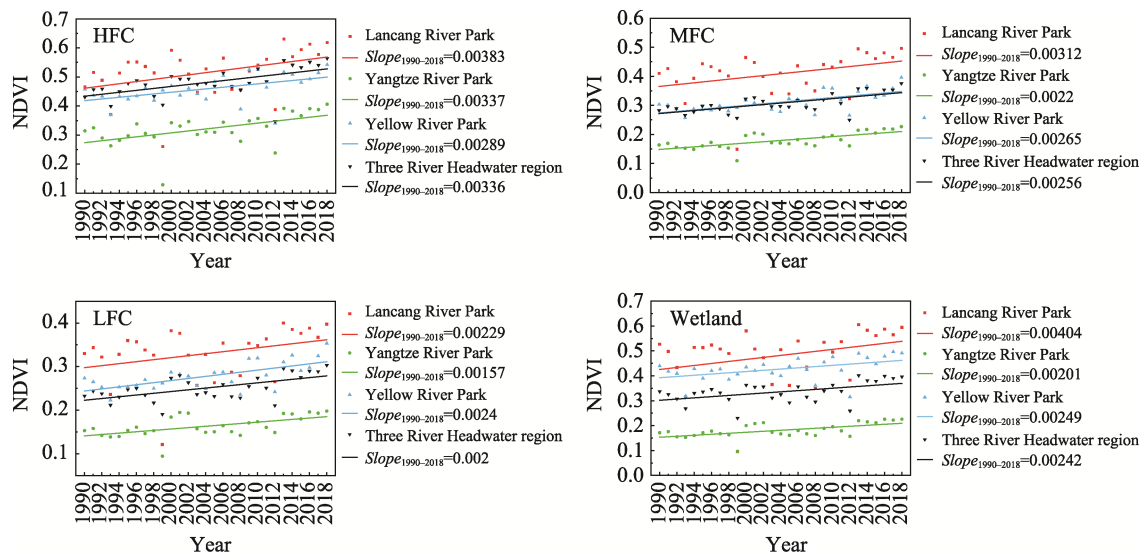 HFC
NDVI
0.7
0.6
0.5
0.4
0.3
0.2
0.1
1990
1992
1994
1996
1998
2000
2002
2004
2006
2008
2010
2012
2014
2016
2018
Year
Lancang River Park
Slope1990–2018=0.00383
Yangtze River Park
Slope1990–2018=0.00337
Yellow River Park
Slope1990–2018=0.00289
Three River Headwater region
Slope1990–2018=0.00336
MFC
NDVI
0.6
0.5
0.4
0.3
0.2
0.1
0.0
1990
1992
1994
1996
1998
2000
2002
2004
2006
2008
2010
2012
2014
2016
2018
Year
Lancang River Park
Slope1990–2018=0.00312
Yangtze River Park
Slope1990–2018=0.0022
Yellow River Park
Slope1990–2018=0.00265
Three River Headwater region
Slope1990–2018=0.00256
LFC
NDVI
0.4
0.3
0.2
0.1
1990
1992
1994
1996
1998
2000
2002
2004
2006
2008
2010
2012
2014
2016
2018
Year
Lancang River Park
Slope1990–2018=0.00229
Yangtze River Park
Slope1990–2018=0.00157
Yellow River Park
Slope1990–2018=0.0024
Three River Headwater region
Slope1990–2018=0.002
Wetland
NDVI
0.7
0.6
0.5
0.4
0.3
0.2
0.1
0.0
1990
1992
1994
1996
1998
2000
2002
2004
2006
2008
2010
2012
2014
2016
2018
Year
Lancang River Park
Slope1990–2018=0.00404
Yangtze River Park
Slope1990–2018=0.00201
Yellow River Park
Slope1990–2018=0.00249
Three River Headwater region
Slope1990–2018=0.00242